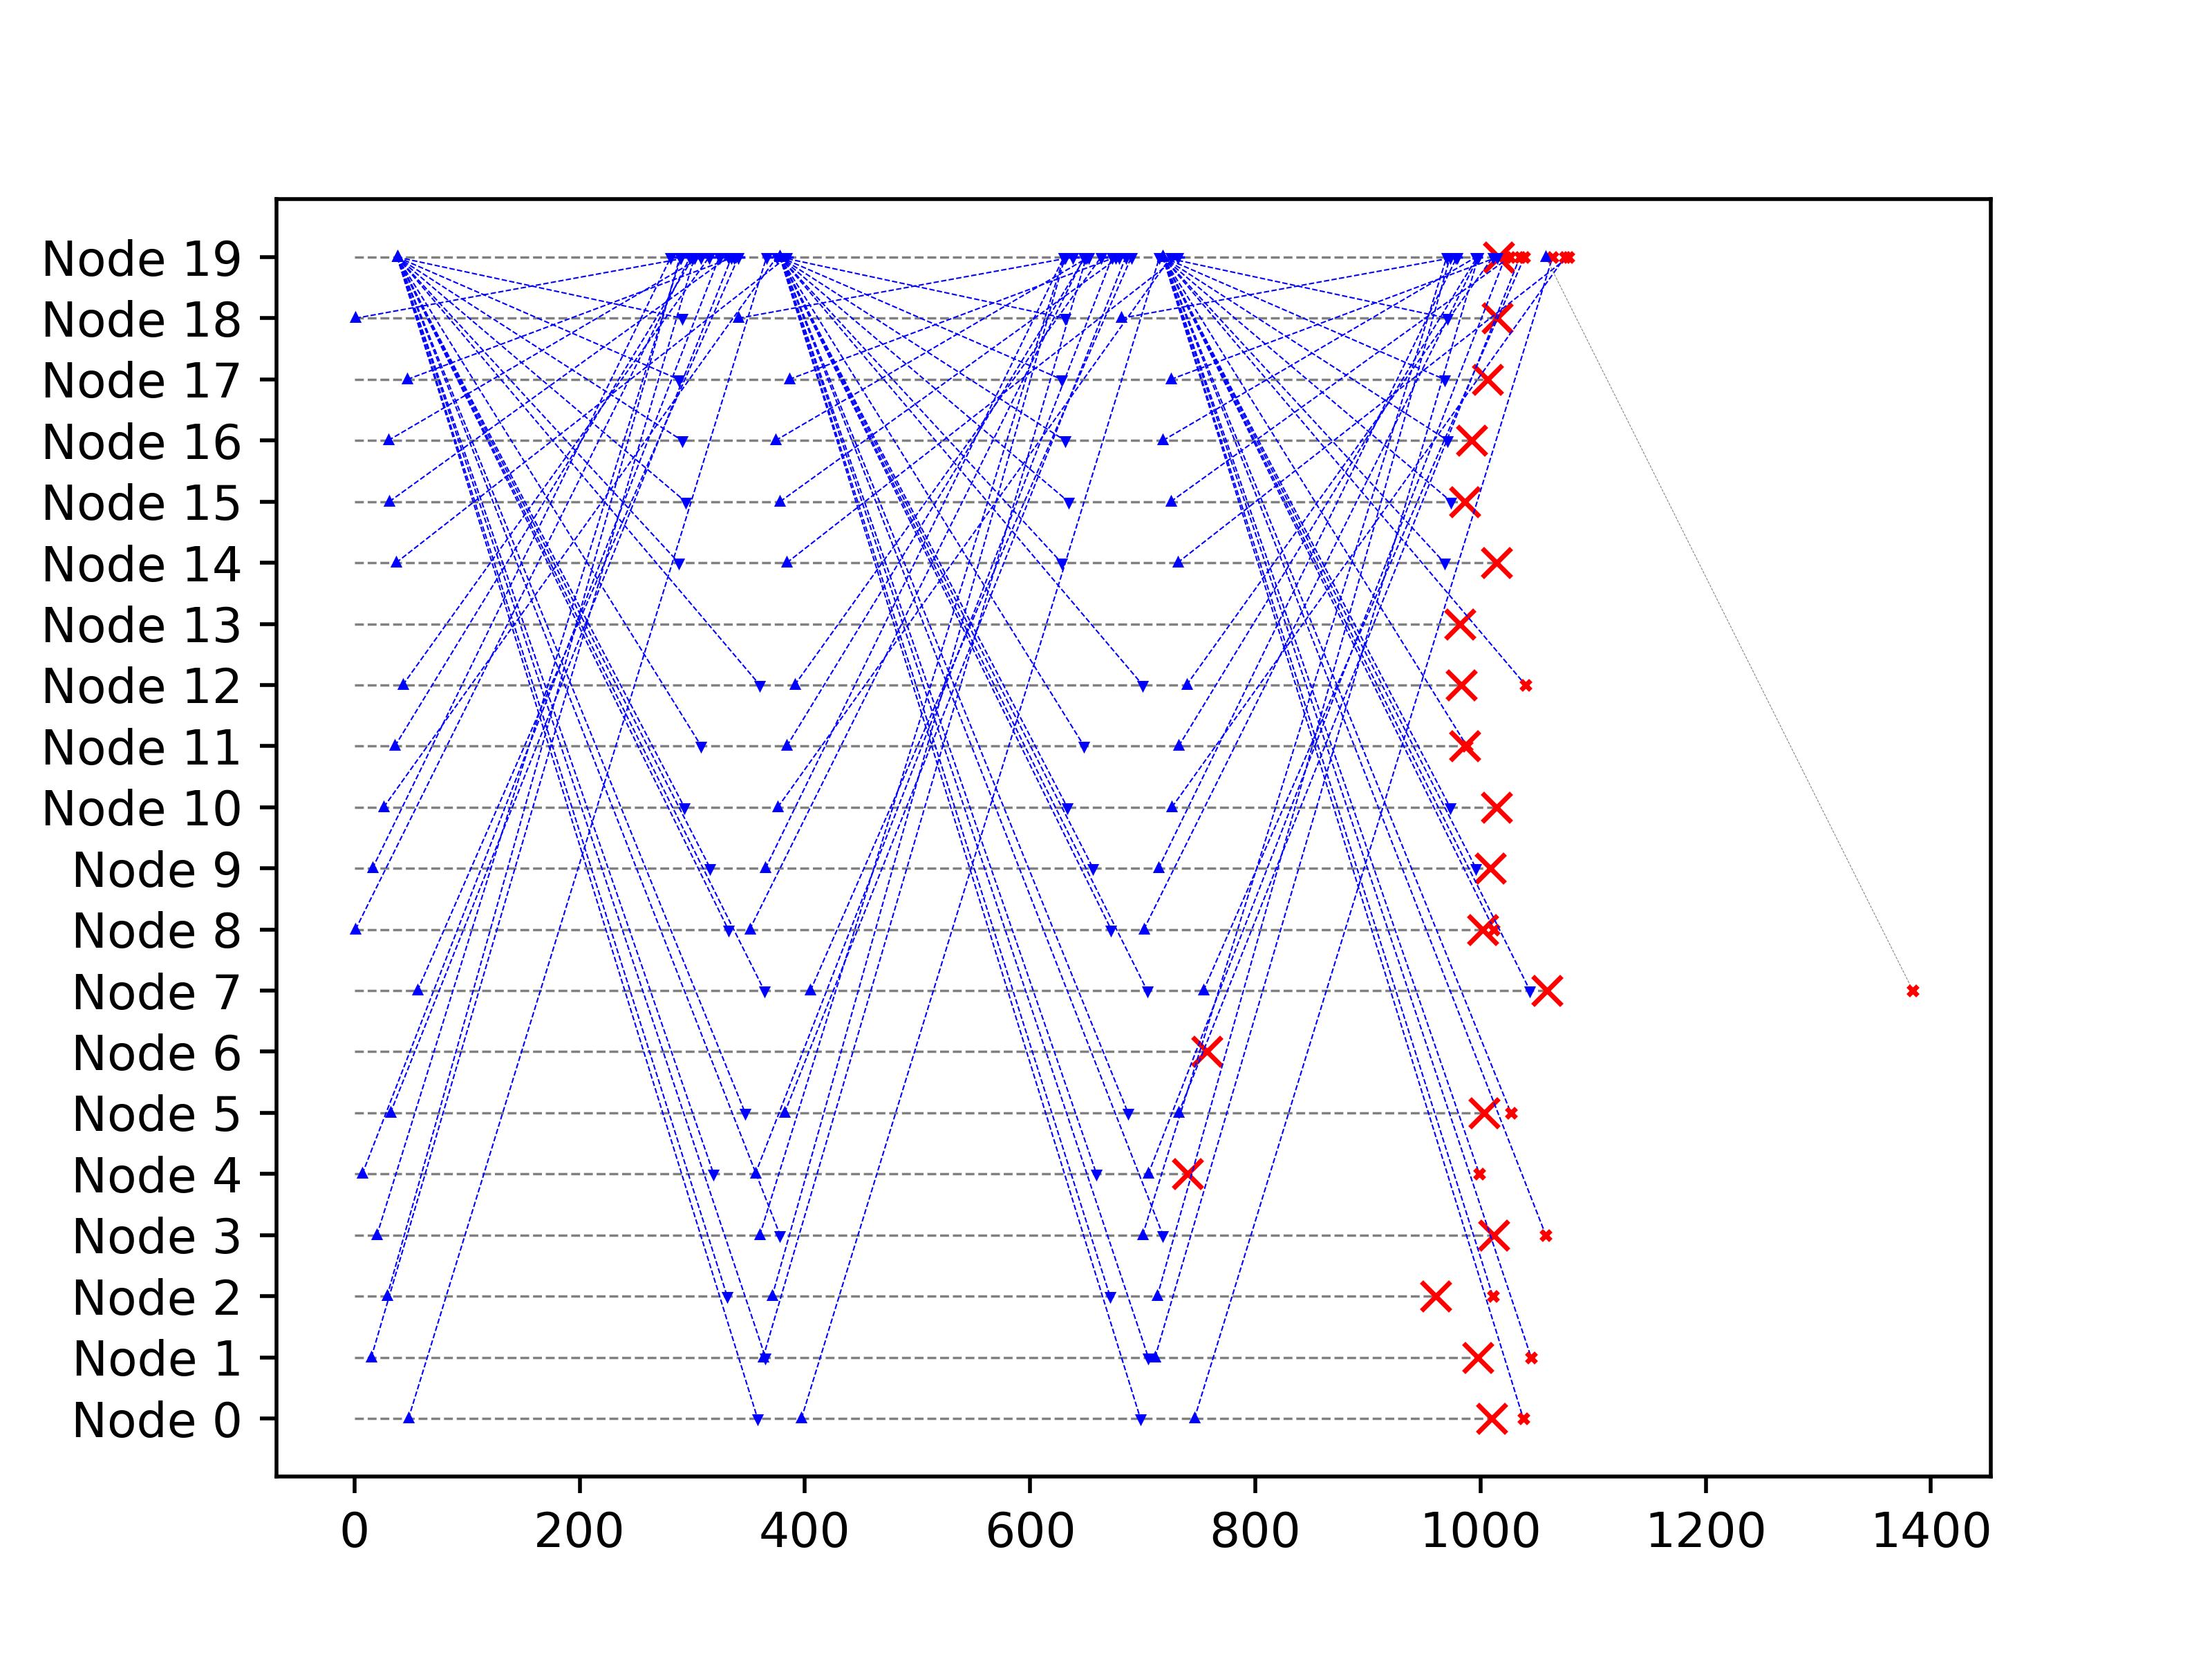 Node 19
Node 18
Node 17
Node 16
Node 15
Node 14
Node 13
Node 12
Node 11
Node 10
Node 9
Node 8
Node 7
Node 6
Node 5
Node 4
Node 3
Node 2
Node 1
Node 0
0 200 400 600 800 1000 1200 1400